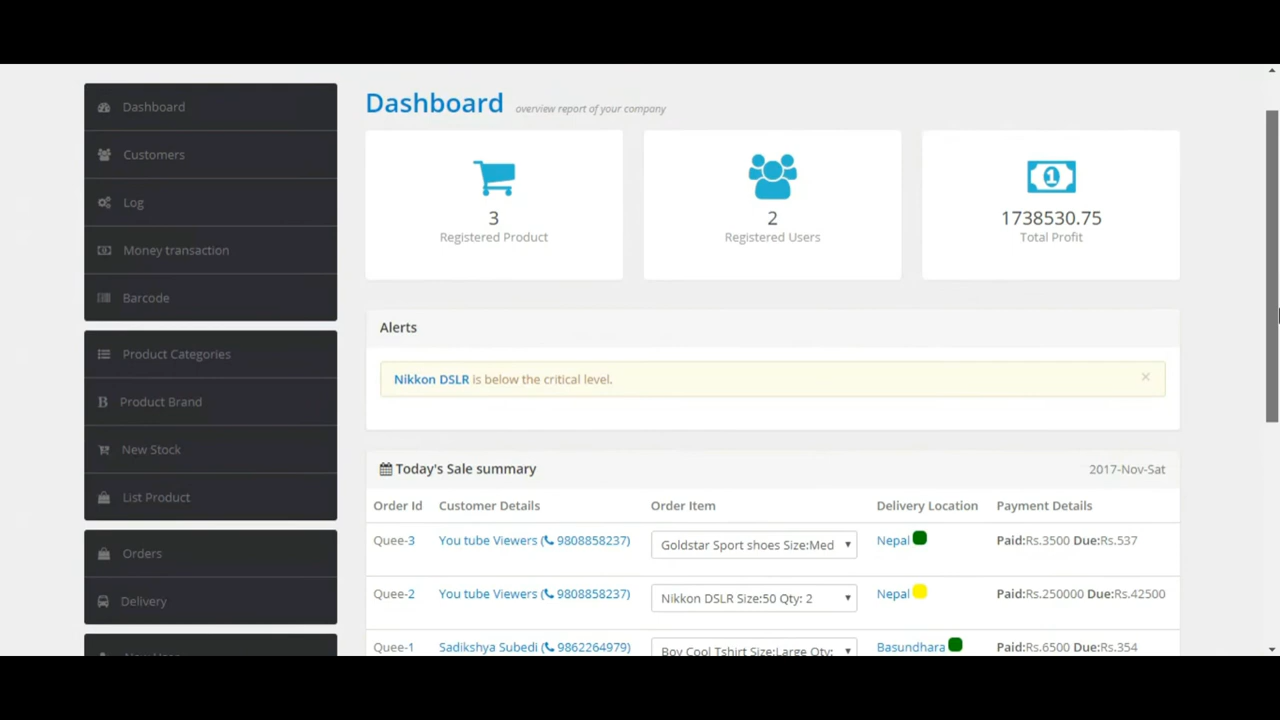 Dashboard
Customers
Log
Money transaction
Barcode
Product Categories
B Product Brand
New Stock
List Product
Orders
Delivery
Dashboard overview report of your company
3
Registered Product
2
Registered Users
1
1738530.75
Total Profit
Alerts
Nikkon DSLR is below the critical level. ×
Today's Sale summary 2017-Nov-Sat
Order Id Customer Details Order Item Delivery Location Payment Details
Quee-3 You tube Viewers (9808858237) Goldstar Sport shoes Size:Med Nepal Paid:Rs.3500 Due:Rs.537
Quee-2 You tube Viewers (9808858237) Nikkon DSLR Size:50 Qty: 2 Nepal Paid:Rs.250000 Due:Rs.42500
Quee-1 Sadikshya Subedi (9862264979) Boy Cool Tshirt Size:Large Qty: Basundhara Paid:Rs.6500 Due:Rs.354